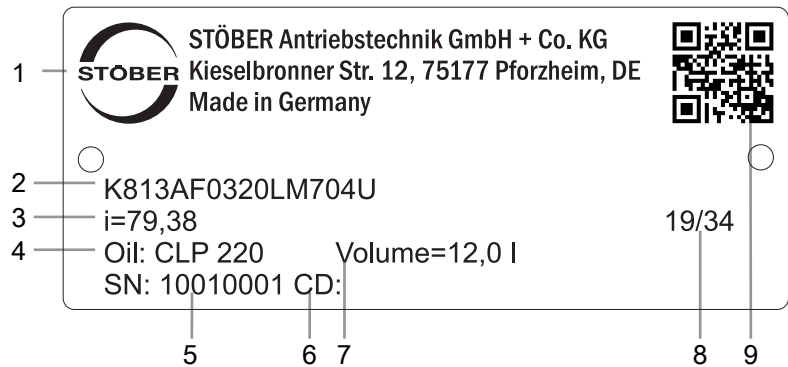 STÖBER Antriebstechnik GmbH + Co. KG
1 STÖBER Kieselbronner Str. 12, 75177 Pforzheim, DE
Made in Germany
2 K813AF0320LM704U
3 i=79,38 19/34
4 Oil: CLP 220 Volume=12,0 l
SN: 10010001 CD:
5 6 7 8 9